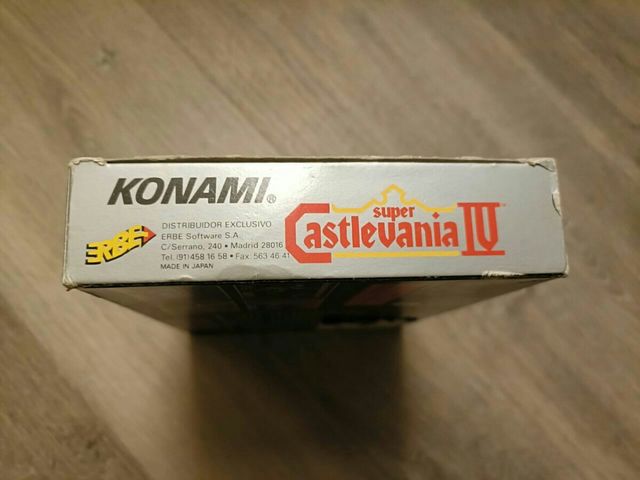 KONAMI®
ERBE
DISTRIBUIDOR EXCLUSIVO
ERBE Software S.A.
C/Serrano, 240 • Madrid 28016
Tel. (91) 458 16 58 • Fax: 563 46 41
MADE IN JAPAN
super
Castlevania IV™